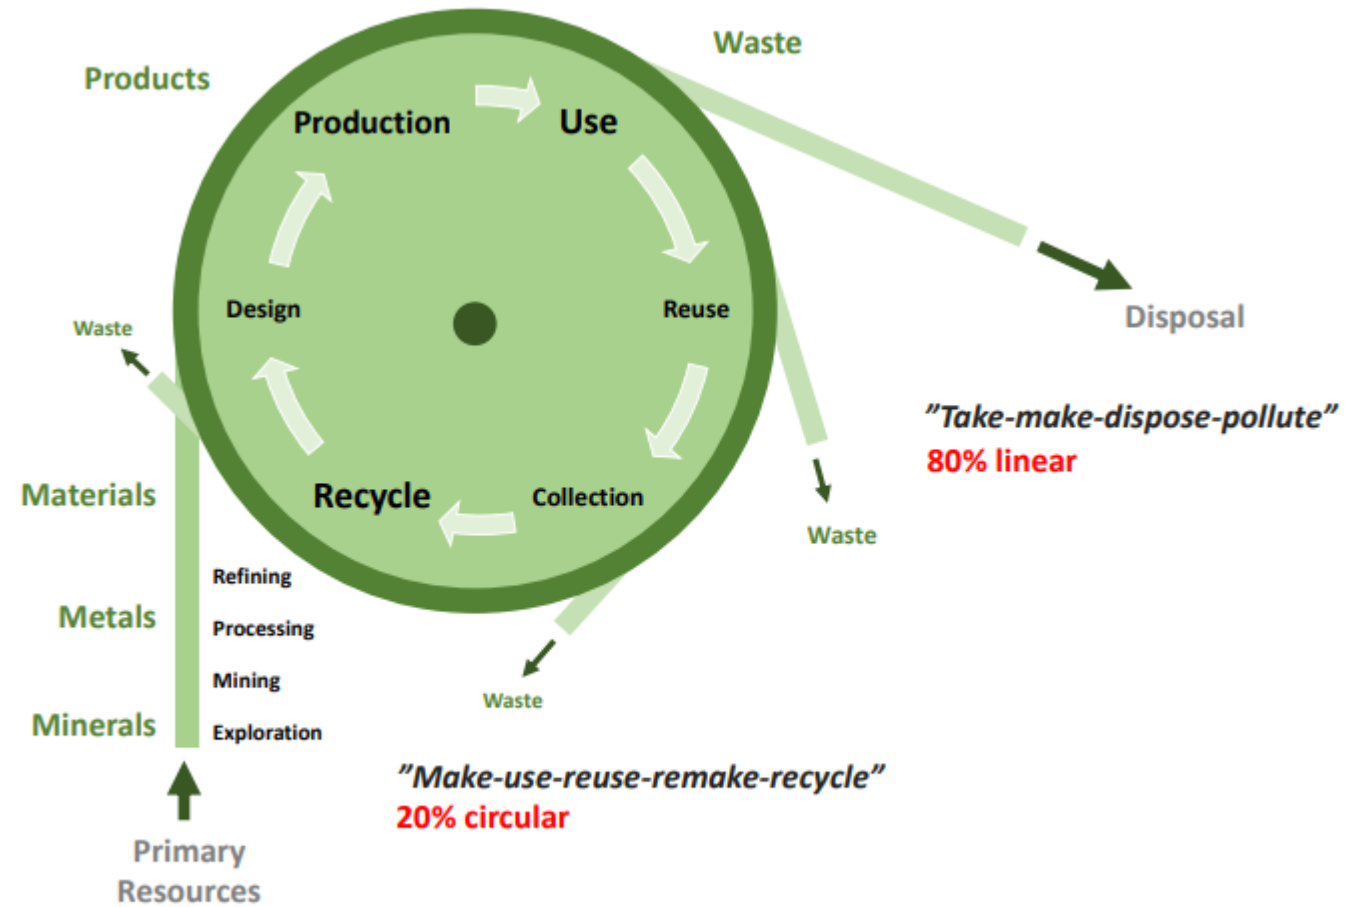 Waste
Products
Production
Use
Design
Reuse
Waste
Disposal
”Take-make-dispose-pollute”
80% linear
Materials
Recycle
Collection
Waste
Refining
Metals
Processing
Mining
Waste
Minerals
Exploration
”Make-use-reuse-remake-recycle”
20% circular
Primary
Resources